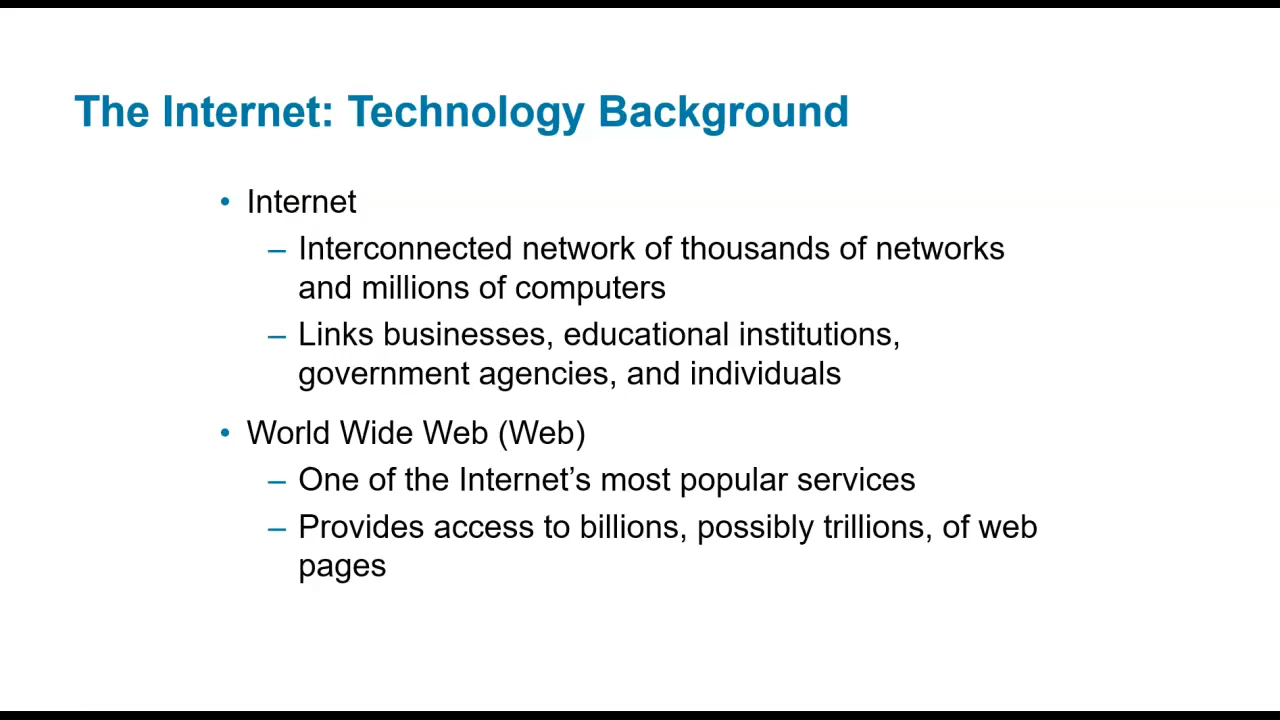 The Internet: Technology Background
• Internet
– Interconnected network of thousands of networks
and millions of computers
– Links businesses, educational institutions,
government agencies, and individuals
• World Wide Web (Web)
– One of the Internet’s most popular services
– Provides access to billions, possibly trillions, of web
pages